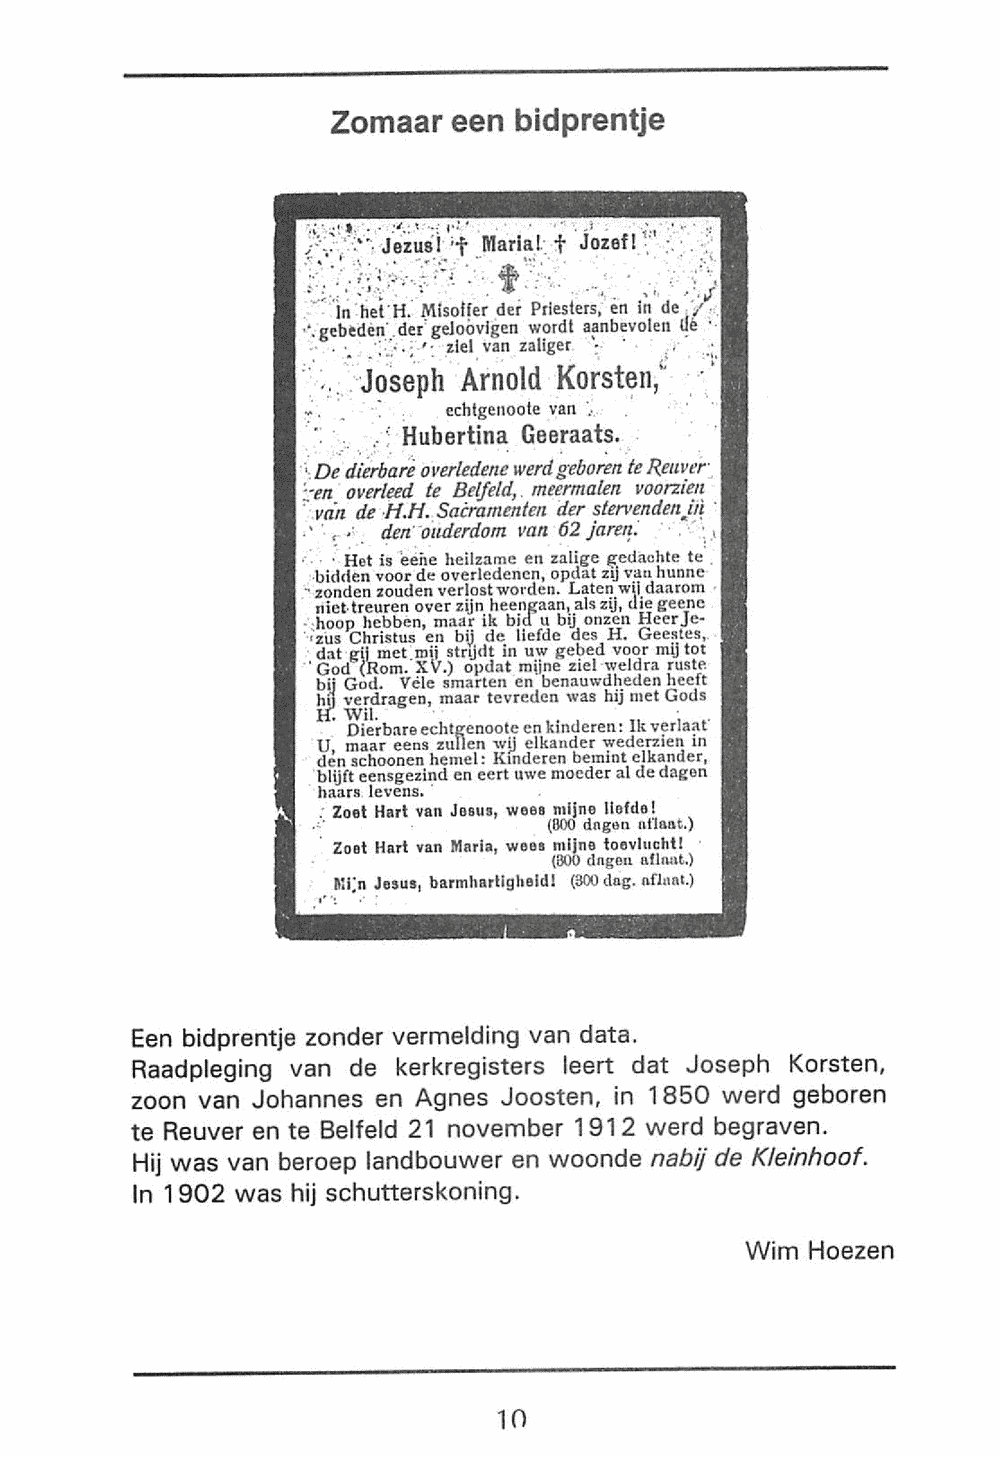 Zomaar een bidprentje
Jezus! † Maria! † Jozef!
In het H. Misoffer der Priesters, en in de
gebeden der geloovigen wordt aanbevolen de
ziel van zaliger
Joseph Arnold Korsten,
echtgenoote van
Hubertina Geeraats.
De dierbare overledene werd geboren te Reuver
en overleed te Belfeld, meermalen voorzien
van de H.H. Sacramenten der stervenden in
den ouderdom van 62 jaren.
Het is eene heilzame en zalige gedachte te
bidden voor de overledenen, opdat zij van hunne
zonden zouden verlost worden. Laten wij daarom
niet treuren over zijn heengaan, als zij, die geene
hoop hebben, maar ik bid u bij onzen Heer Je-
zus Christus en bij de liefde des H. Geestes,
dat gij met mij strijdt in uw gebed voor mij tot
God (Rom. XV.) opdat mijne ziel weldra ruste
bij God. Vele smarten en benauwdheden heeft
hij verdragen, maar tevreden was hij met Gods
H. Wil.
Dierbare echtgenoote en kinderen: Ik verlaat
U, maar eens zullen wij elkander wederzien in
den schoonen hemel: Kinderen bemint elkander,
blijft eensgezind en eert uwe moeder al de dagen
haars levens.
Zoet Hart van Jesus, wees mijne liefde!
(300 dagen aflaat.)
Zoet Hart van Maria, wees mijne toevlucht!
(300 dagen aflaat.)
Mijn Jesus, barmhartigheid! (300 dag. aflaat.)
Een bidprentje zonder vermelding van data.
Raadpleging van de kerkregisters leert dat Joseph Korsten,
zoon van Johannes en Agnes Joosten, in 1850 werd geboren
te Reuver en te Belfeld 21 november 1912 werd begraven.
Hij was van beroep landbouwer en woonde nabij de Kleinhoof.
In 1902 was hij schutterskoning.
Wim Hoezen
10